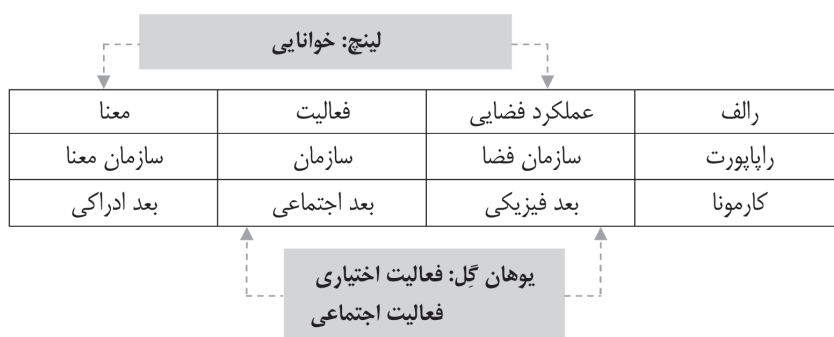 لینچ: خوانایی
رالف عملکرد فضایی فعالیت معنا
راپاپورت سازمان فضا سازمان سازمان معنا
کارمونا بعد فیزیکی بعد اجتماعی بعد ادراکی
یوهان گِل: فعالیت اختیاری
فعالیت اجتماعی